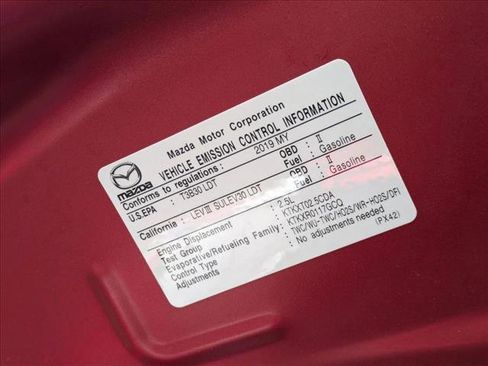 Mazda Motor Corporation
VEHICLE EMISSION CONTROL INFORMATION
mazda
Conforms to regulations : 2019 MY
U.S.EPA : T3B30 LDT OBD : II
Fuel : Gasoline
California : LEV III SULEV30 LDT OBD : II
Fuel : Gasoline
Engine Displacement : 2.5L
Test Group : KTKXT02.5CDA
Evaporative/Refueling Family : KTKXR0117GCQ
Control Type : TWC/WU-TWC/HO2S/WR-HO2S/DFI
Adjustments : No adjustments needed
(PX42)